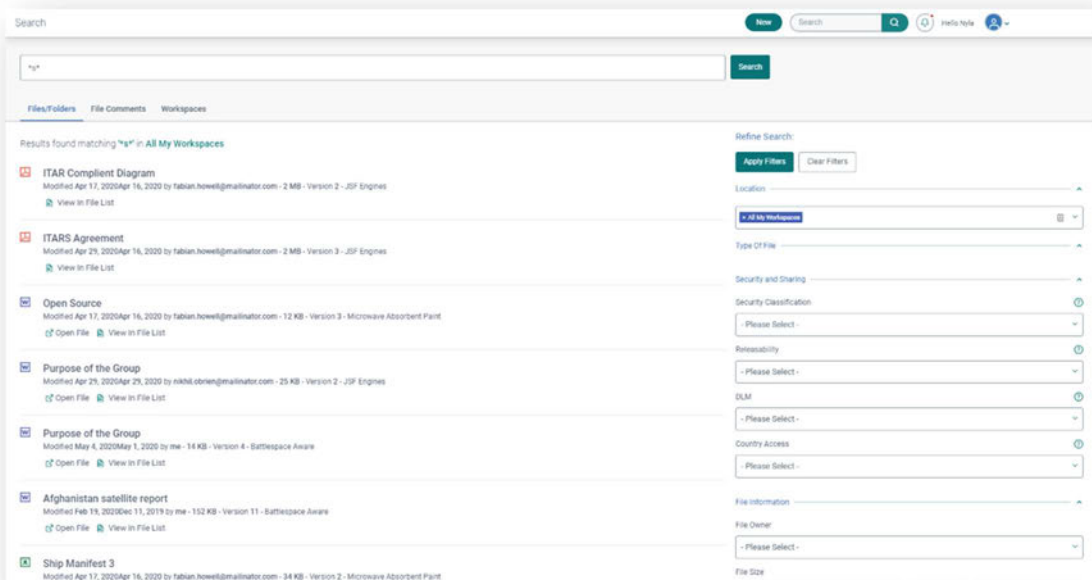 Search
New
Search
Hello Nyla
*s*
Search
Files/Folders File Comments Workspaces
Results found matching "*s*" in All My Workspaces
ITAR Complient Diagram
Modified Apr 17, 2020Apr 16, 2020 by fabian.howell@mailinator.com - 2 MB - Version 2 - JSF Engines
View In File List
ITARS Agreement
Modified Apr 29, 2020Apr 16, 2020 by fabian.howell@mailinator.com - 2 MB - Version 3 - JSF Engines
View In File List
Open Source
Modified Apr 17, 2020Apr 16, 2020 by fabian.howell@mailinator.com - 12 KB - Version 3 - Microwave Absorbent Paint
Open File View In File List
Purpose of the Group
Modified Apr 29, 2020Apr 29, 2020 by nikhil.obrien@mailinator.com - 25 KB - Version 2 - JSF Engines
Open File View In File List
Purpose of the Group
Modified May 4, 2020May 1, 2020 by me - 14 KB - Version 4 - Battlespace Aware
Open File View In File List
Afghanistan satellite report
Modified Feb 19, 2020Dec 11, 2019 by me - 152 KB - Version 11 - Battlespace Aware
Open File View In File List
Ship Manifest 3
Modified Apr 17, 2020Apr 16, 2020 by fabian.howell@mailinator.com - 34 KB - Version 2 - Microwave Absorbent Paint
Refine Search:
Apply Filters Clear Filters
Location
× All My Workspaces
Type Of File
Security and Sharing
Security Classification
- Please Select -
Releasability
- Please Select -
DLM
- Please Select -
Country Access
- Please Select -
File Information
File Owner
- Please Select -
File Size